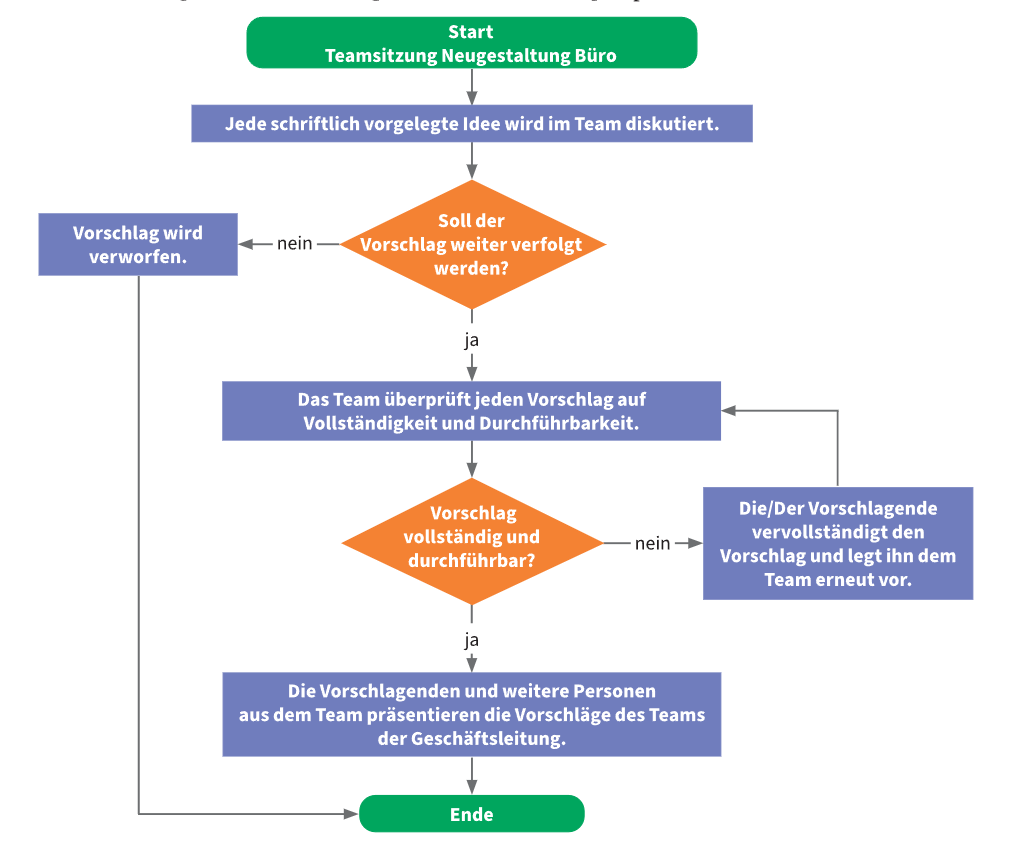 Start
Teamsitzung Neugestaltung Büro
Jede schriftlich vorgelegte Idee wird im Team diskutiert.
Soll der
Vorschlag weiter verfolgt
werden?
nein
Vorschlag wird
verworfen.
ja
Das Team überprüft jeden Vorschlag auf
Vollständigkeit und Durchführbarkeit.
Vorschlag
vollständig und
durchführbar?
nein
Die/Der Vorschlagende
vervollständigt den
Vorschlag und legt ihn dem
Team erneut vor.
ja
Die Vorschlagenden und weitere Personen
aus dem Team präsentieren die Vorschläge des Teams
der Geschäftsleitung.
Ende